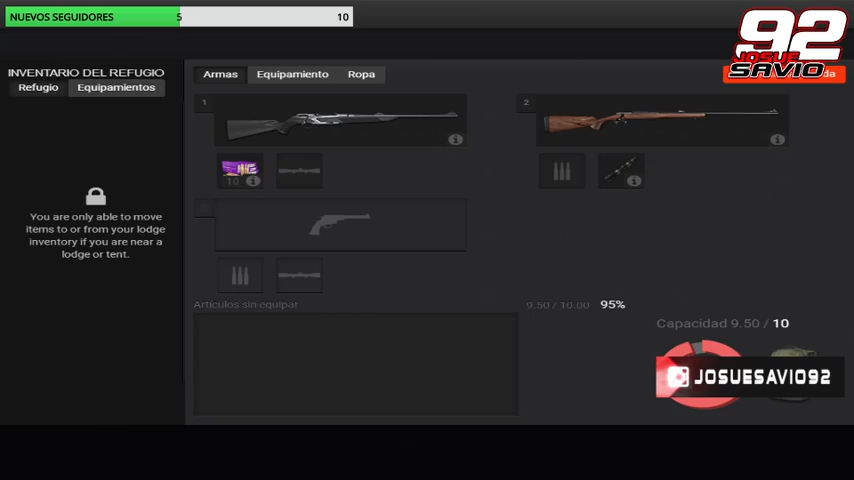 NUEVOS SEGUIDORES 5 10
92
JOSUE
SAVIO
INVENTARIO DEL REFUGIO
Refugio Equipamientos
Armas Equipamiento Ropa
1
2
10
You are only able to move
items to or from your lodge
inventory if you are near a
lodge or tent.
Artículos sin equipar
9.50 / 10.00 95%
Capacidad 9.50 / 10
JOSUESAVIO92